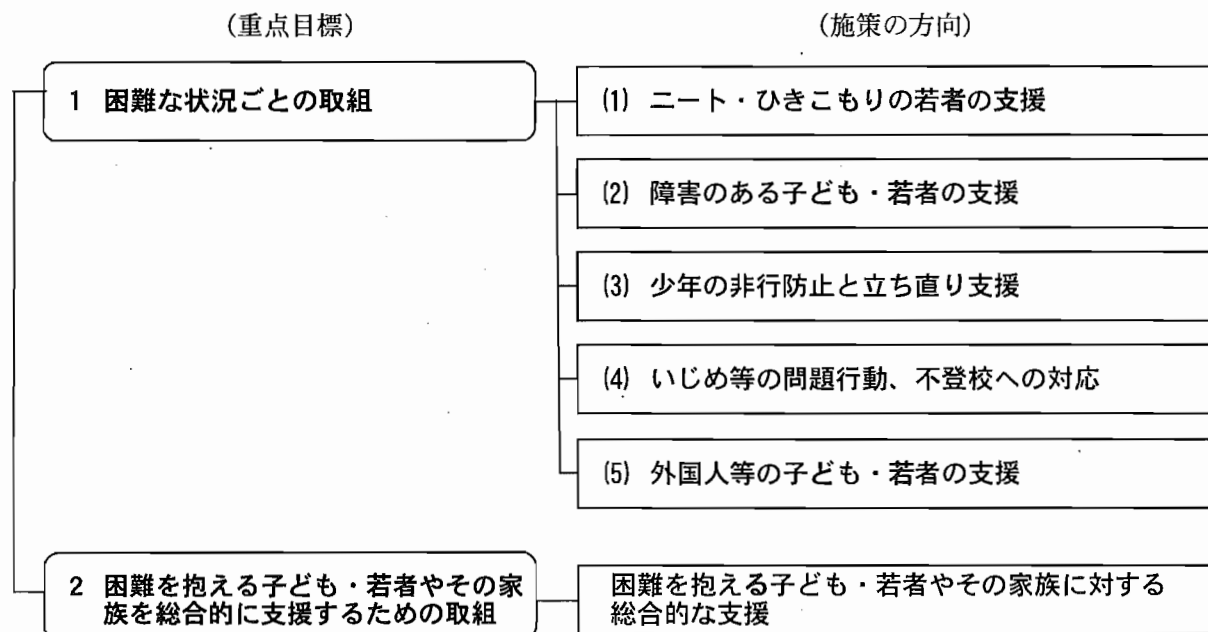 (重点目標)
(施策の方向)
1 困難な状況ごとの取組
(1) ニート・ひきこもりの若者の支援
(2) 障害のある子ども・若者の支援
(3) 少年の非行防止と立ち直り支援
(4) いじめ等の問題行動、不登校への対応
(5) 外国人等の子ども・若者の支援
2 困難を抱える子ども・若者やその家
族を総合的に支援するための取組
困難を抱える子ども・若者やその家族に対する
総合的な支援